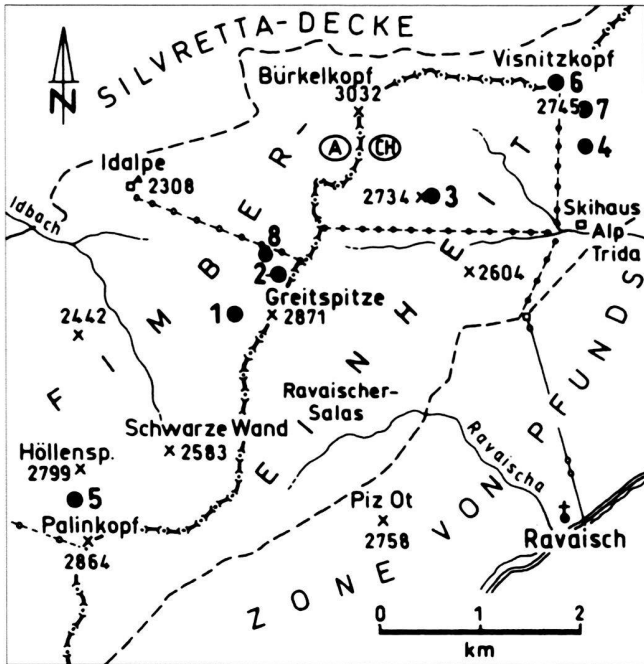 SILVRETTA-DECKE
N
Visnitzkopf
6
2745
7
4
Bürkelkopf
3032
A
CH
Idalpe
2308
2734
3
Skihaus
Alp
Trida
Idbach
8
2
2604
1
Greitspitze
2871
2442
FIMBER-EINHEIT
Ravaischer-
Salas
Schwarze Wand
2583
Höllensp.
2799
5
Palinkopf
2864
Ravaischa
Piz Ot
2758
Ravaisch
ZONE VON PFUNDS
0 1 2
km